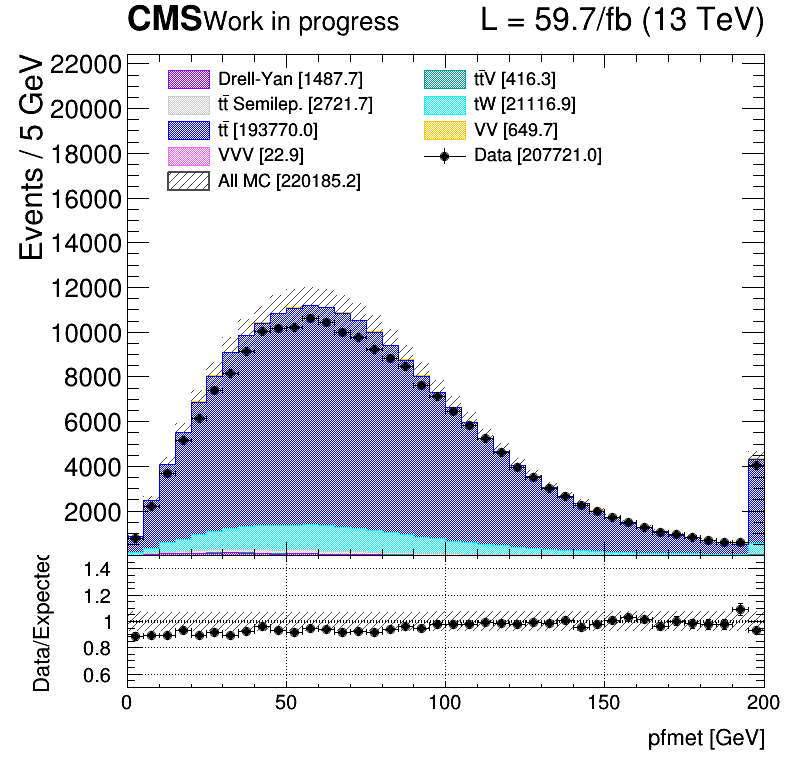 CMS Work in progress L = 59.7/fb (13 TeV)
Events / 5 GeV
22000
20000
18000
16000
14000
12000
10000
8000
6000
4000
2000
Drell-Yan [1487.7]
tt̄ Semilep. [2721.7]
tt̄ [193770.0]
VVV [22.9]
All MC [220185.2]
tt̄V [416.3]
tW [21116.9]
VV [649.7]
Data [207721.0]
Data/Expected
1.4
1.2
1
0.8
0.6
0 50 100 150 200
pfmet [GeV]